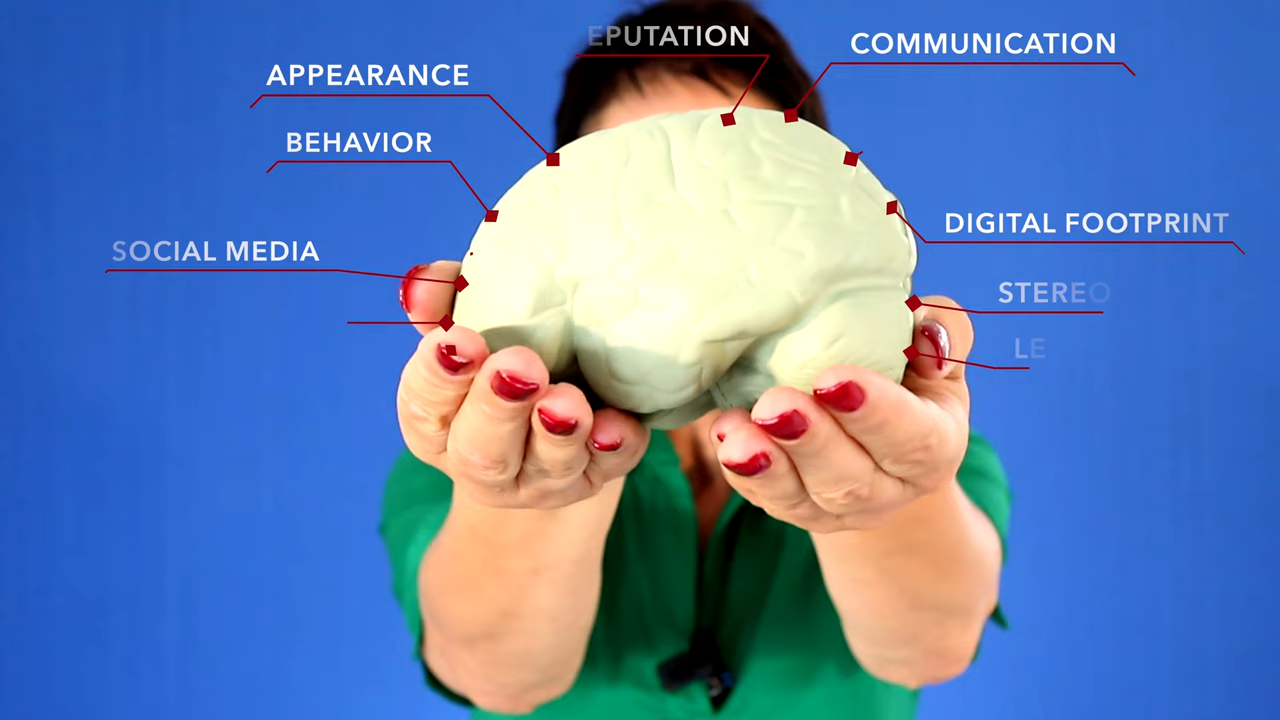 EPUTATION
COMMUNICATION
APPEARANCE
BEHAVIOR
DIGITAL FOOTPRINT
SOCIAL MEDIA
STEREO
LE